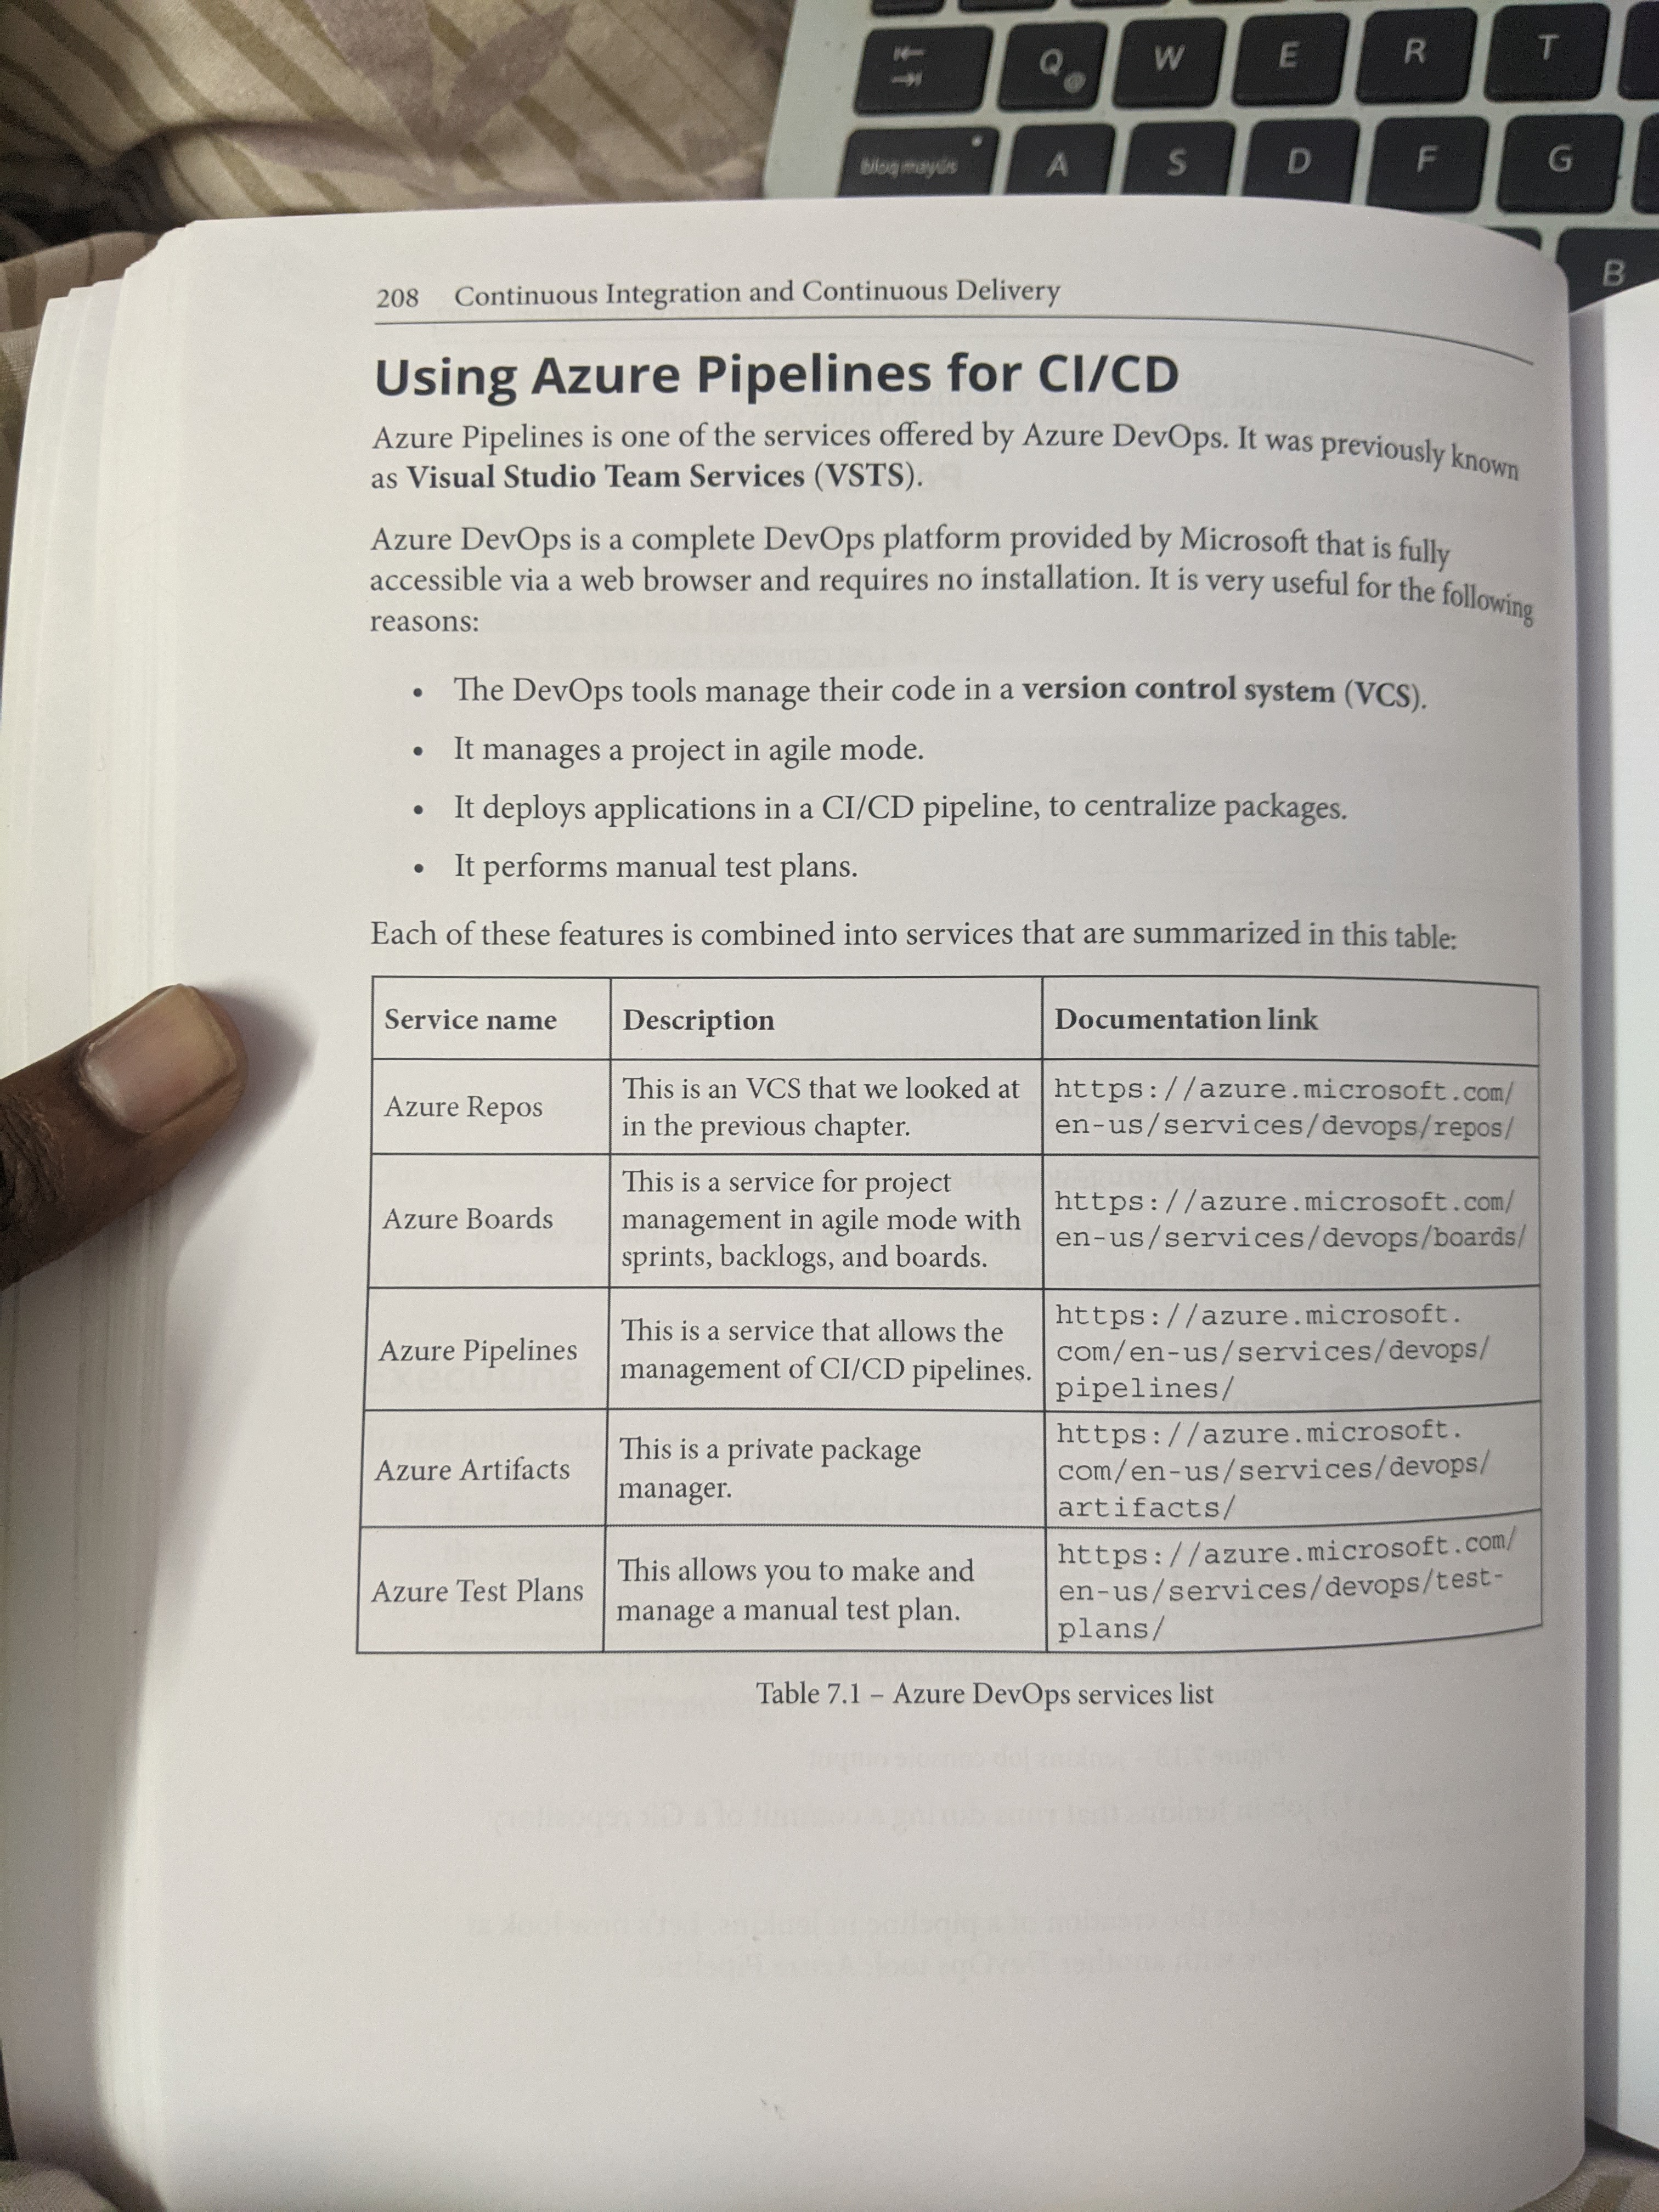 Q
@
W
E
R
T
bloq mayús
A
S
D
F
G
B
208 Continuous Integration and Continuous Delivery
Using Azure Pipelines for CI/CD
Azure Pipelines is one of the services offered by Azure DevOps. It was previously known
as Visual Studio Team Services (VSTS).
Azure DevOps is a complete DevOps platform provided by Microsoft that is fully
accessible via a web browser and requires no installation. It is very useful for the following
reasons:
• The DevOps tools manage their code in a version control system (VCS).
• It manages a project in agile mode.
• It deploys applications in a CI/CD pipeline, to centralize packages.
• It performs manual test plans.
Each of these features is combined into services that are summarized in this table:
Service name
Description
Documentation link
Azure Repos
This is an VCS that we looked at
in the previous chapter.
https://azure.microsoft.com/
en-us/services/devops/repos/
Azure Boards
This is a service for project
management in agile mode with
sprints, backlogs, and boards.
https://azure.microsoft.com/
en-us/services/devops/boards/
Azure Pipelines
This is a service that allows the
management of CI/CD pipelines.
https://azure.microsoft.
com/en-us/services/devops/
pipelines/
Azure Artifacts
This is a private package
manager.
https://azure.microsoft.
com/en-us/services/devops/
artifacts/
Azure Test Plans
This allows you to make and
manage a manual test plan.
https://azure.microsoft.com/
en-us/services/devops/test-
plans/
Table 7.1 – Azure DevOps services list